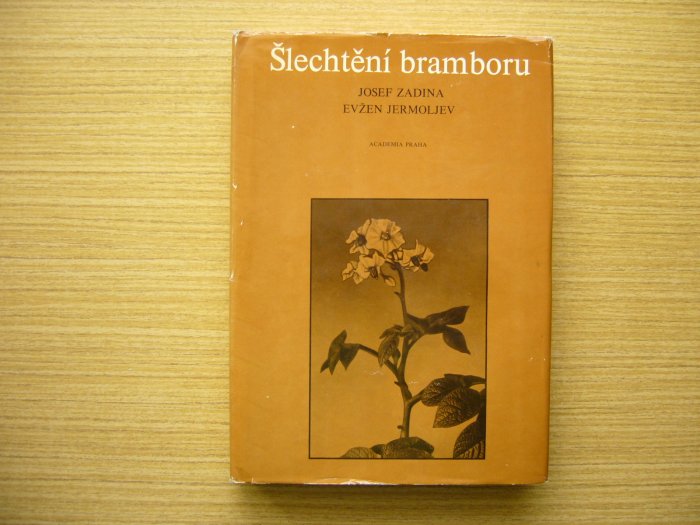 Šlechtění bramboru
JOSEF ZADINA
EVŽEN JERMOLJEV
ACADEMIA PRAHA